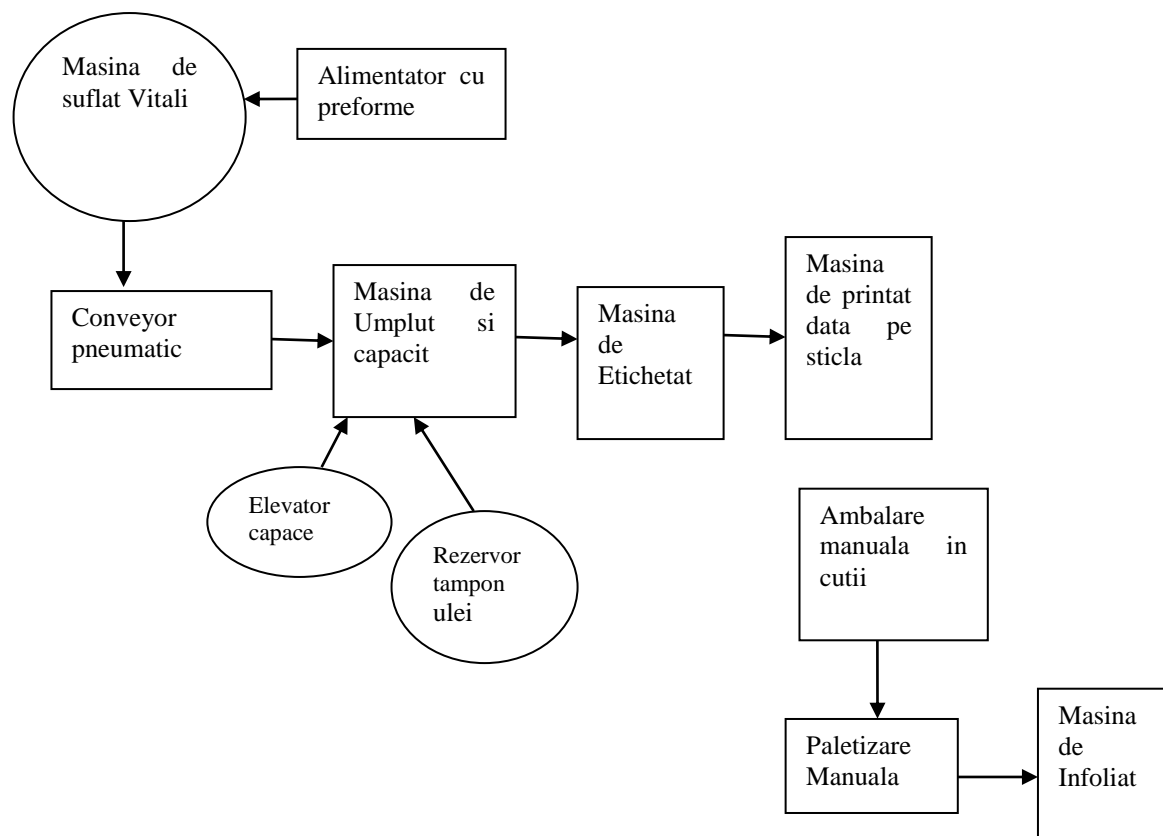 Masina de
suflat Vitali
Alimentator cu
preforme
Conveyor
pneumatic
Masina de
Umplut si
capacit
Masina
de
Etichetat
Masina
de printat
data pe
sticla
Elevator
capace
Rezervor
tampon
ulei
Ambalare
manuala in
cutii
Paletizare
Manuala
Masina
de
Infoliat